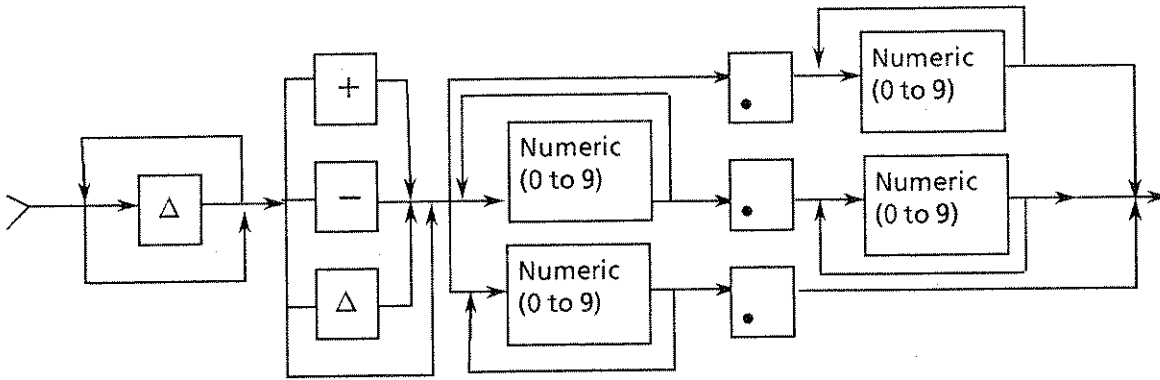 +
Numeric
(0 to 9)
•
Numeric
(0 to 9)
Δ
−
•
Numeric
(0 to 9)
Δ
Numeric
(0 to 9)
•